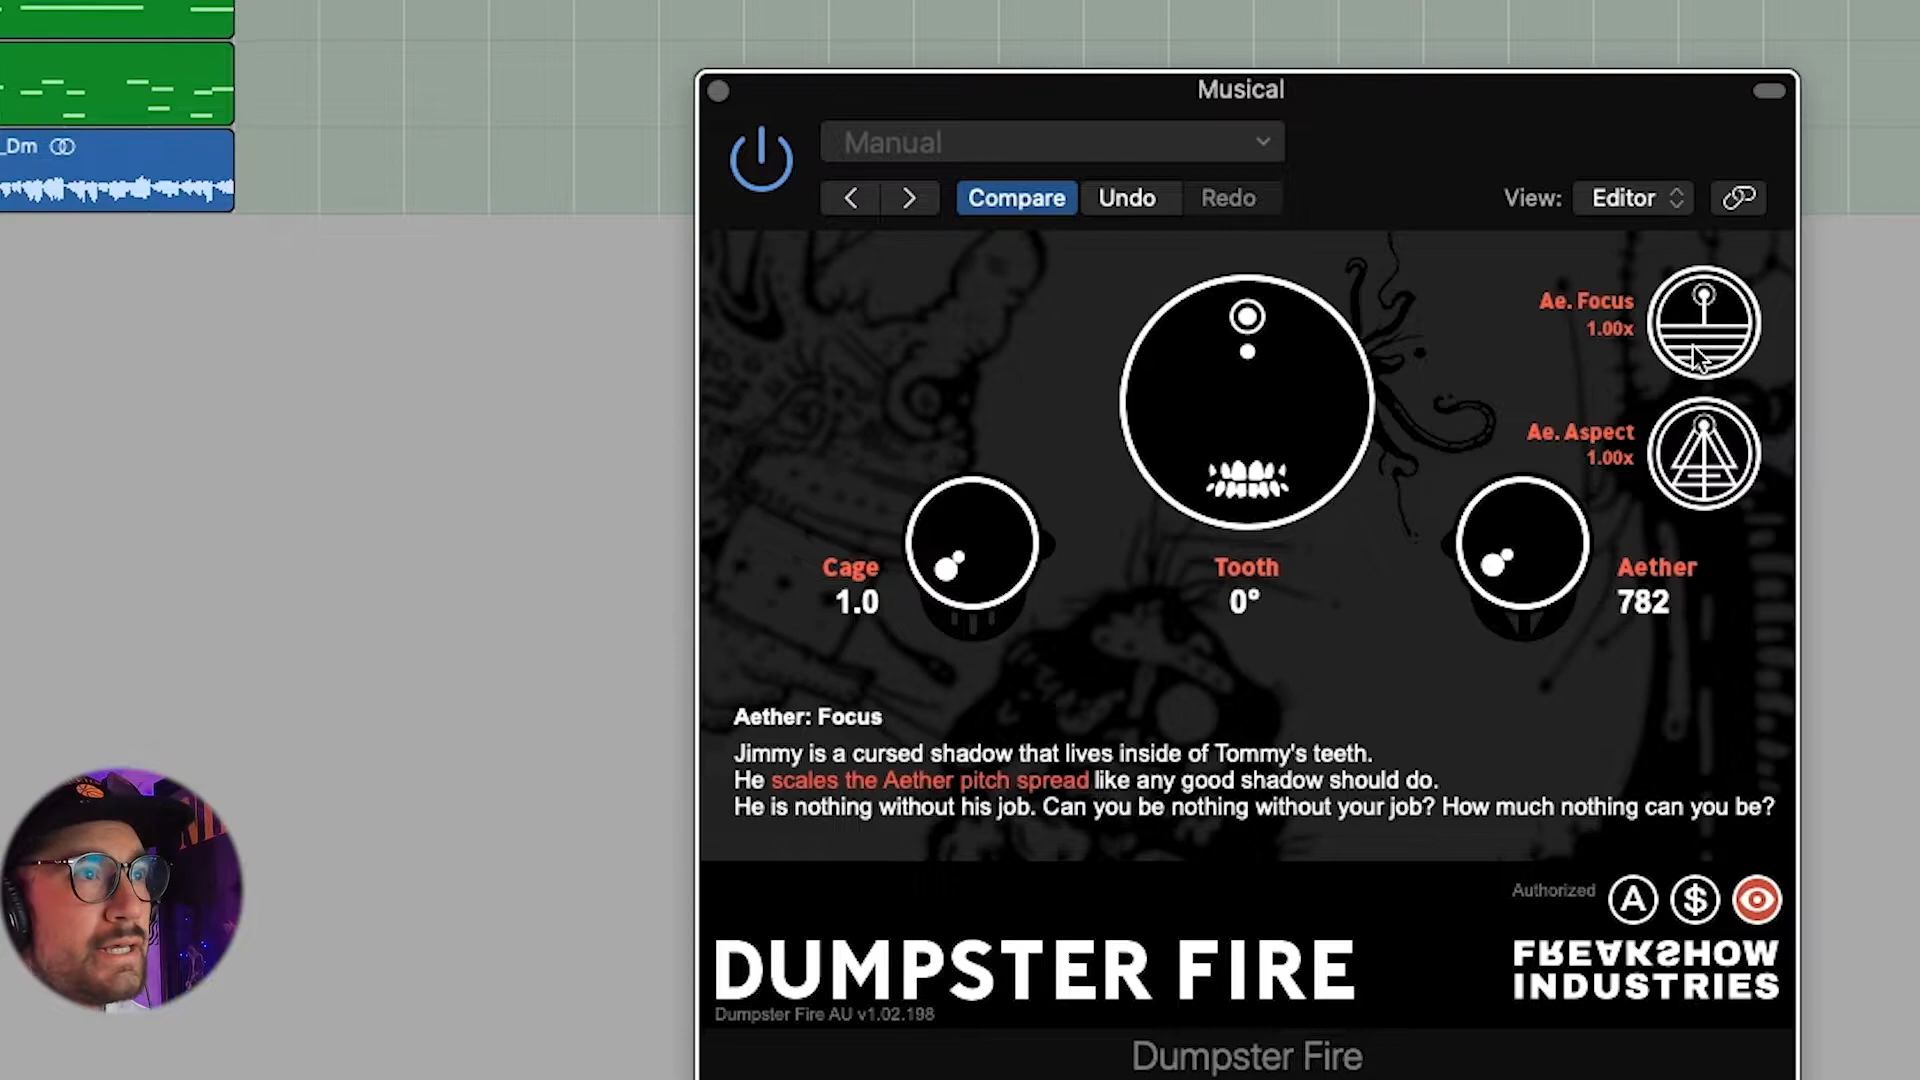 _Dm
Musical
Manual
Compare
Undo
Redo
View:
Editor
Ae. Focus
1.00x
Ae. Aspect
1.00x
Cage
1.0
Tooth
0°
Aether
782
Aether: Focus
Jimmy is a cursed shadow that lives inside of Tommy's teeth.
He scales the Aether pitch spread like any good shadow should do.
He is nothing without his job. Can you be nothing without your job? How much nothing can you be?
Authorized
A
$
DUMPSTER FIRE
FREAKSHOW
INDUSTRIES
Dumpster Fire AU v1.02.198
Dumpster Fire